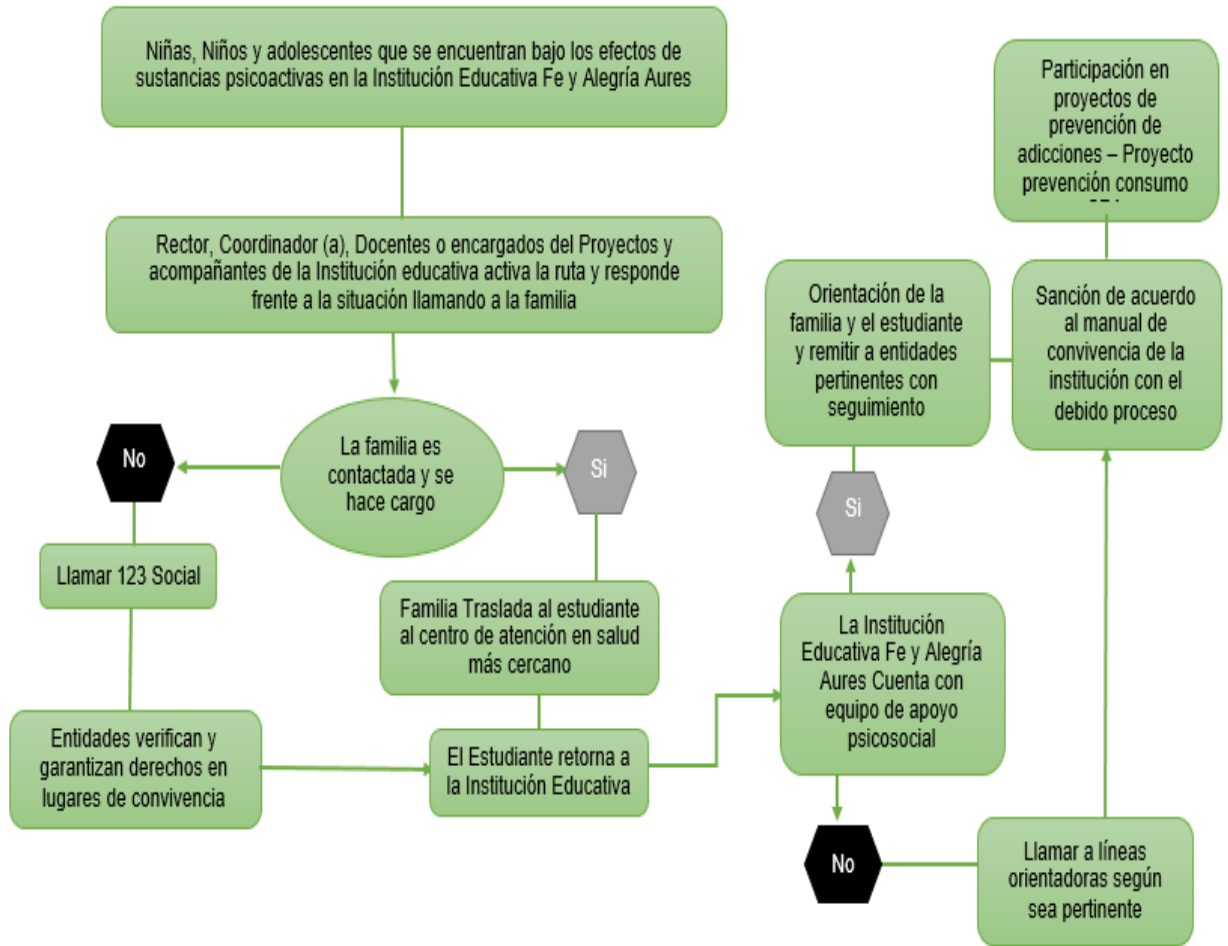 Niñas, Niños y adolescentes que se encuentran bajo los efectos de
sustancias psicoactivas en la Institución Educativa Fe y Alegría Aures
Rector, Coordinador (a), Docentes o encargados del Proyectos y
acompañantes de la Institución educativa activa la ruta y responde
frente a la situación llamando a la familia
La familia es
contactada y se
hace cargo
No
Llamar 123 Social
Entidades verifican y
garantizan derechos en
lugares de convivencia
Si
Familia Traslada al estudiante
al centro de atención en salud
más cercano
El Estudiante retorna a
la Institución Educativa
La Institución
Educativa Fe y Alegría
Aures Cuenta con
equipo de apoyo
psicosocial
Si
Orientación de la
familia y el estudiante
y remitir a entidades
pertinentes con
seguimiento
No
Llamar a líneas
orientadoras según
sea pertinente
Sanción de acuerdo
al manual de
convivencia de la
institución con el
debido proceso
Participación en
proyectos de
prevención de
adicciones – Proyecto
prevención consumo